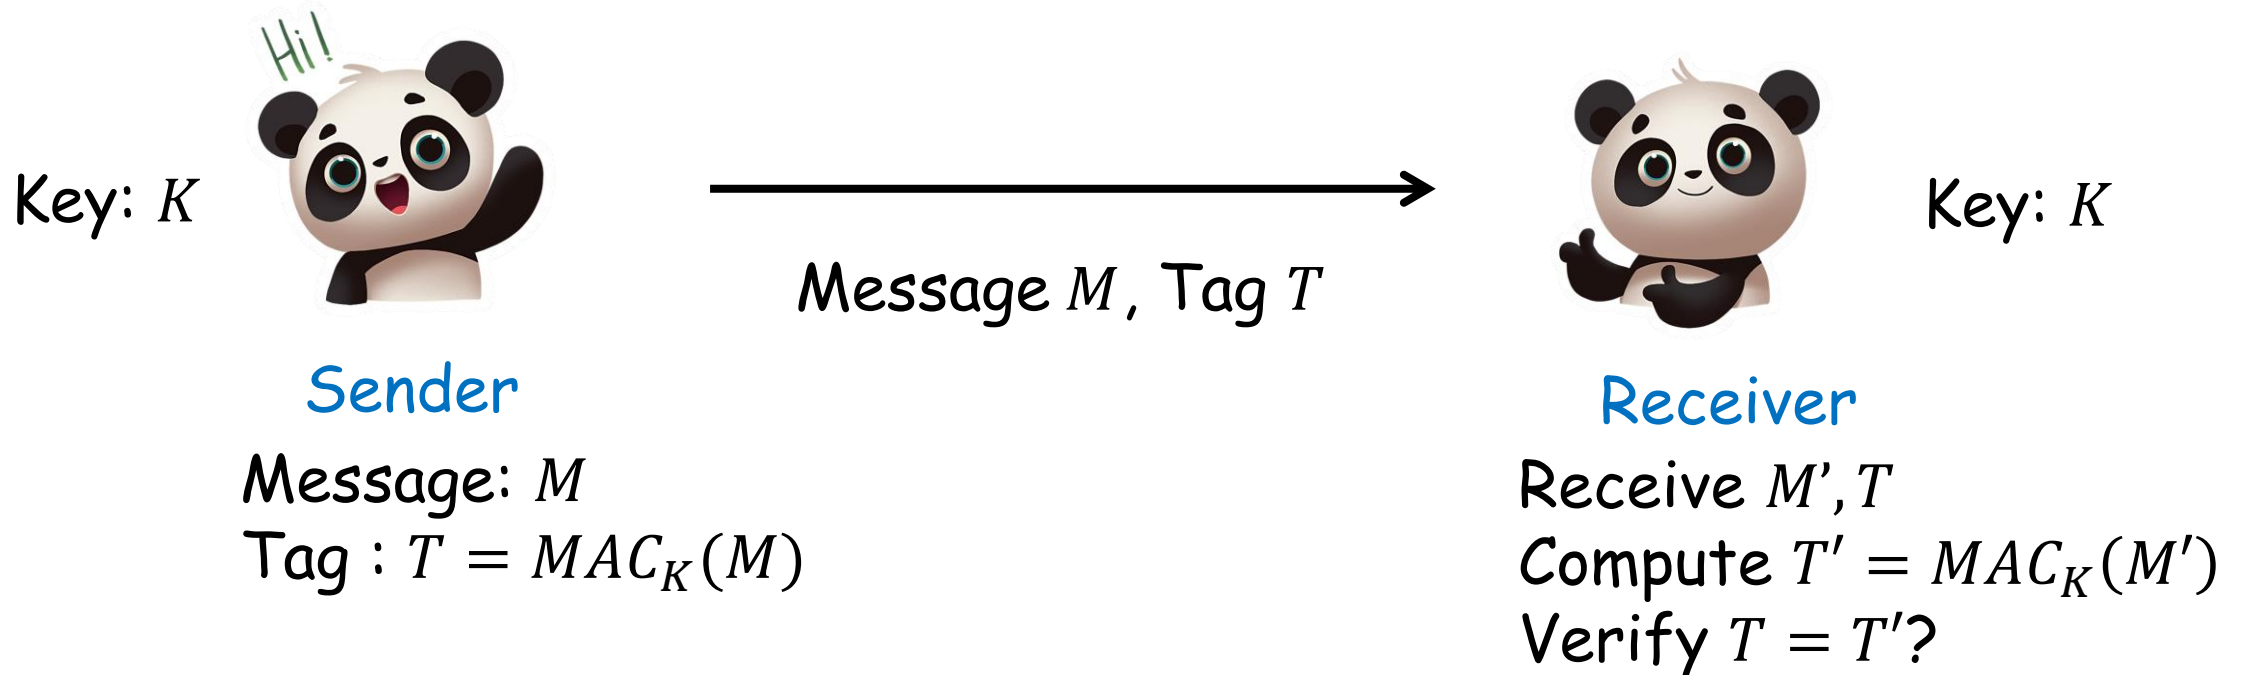 Hi!
Key: K
Message M, Tag T
Key: K
Sender
Message: M
Tag : T = MAC_K(M)
Receiver
Receive M’, T
Compute T′ = MAC_K(M′)
Verify T = T′?